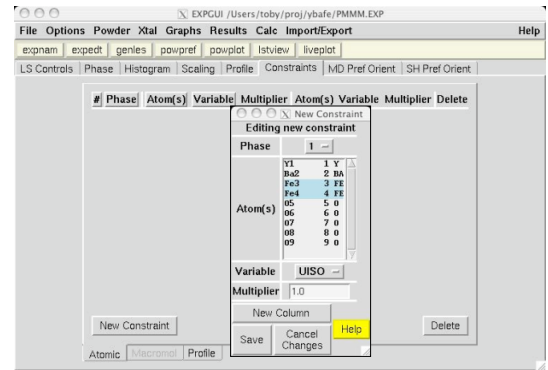 EXPGUI /Users/toby/proj/ybafe/PMMM.EXP
File Options Powder Xtal Graphs Results Calc Import/Export Help
expnam expedt genles powpref powplot lstview liveplot
LS Controls Phase Histogram Scaling Profile Constraints MD Pref Orient SH Pref Orient
# Phase Atom(s) Variable Multiplier Atom(s) Variable Multiplier Delete
New Constraint
Editing new constraint
Phase 1
Atom(s)
Y1 1 Y
Ba2 2 BA
Fe3 3 FE
Fe4 4 FE
O5 5 O
O6 6 O
O7 7 O
O8 8 O
O9 9 O
Variable UISO
Multiplier 1.0
New Column
Save Cancel Changes Help
New Constraint Delete
Atomic Macromol Profile